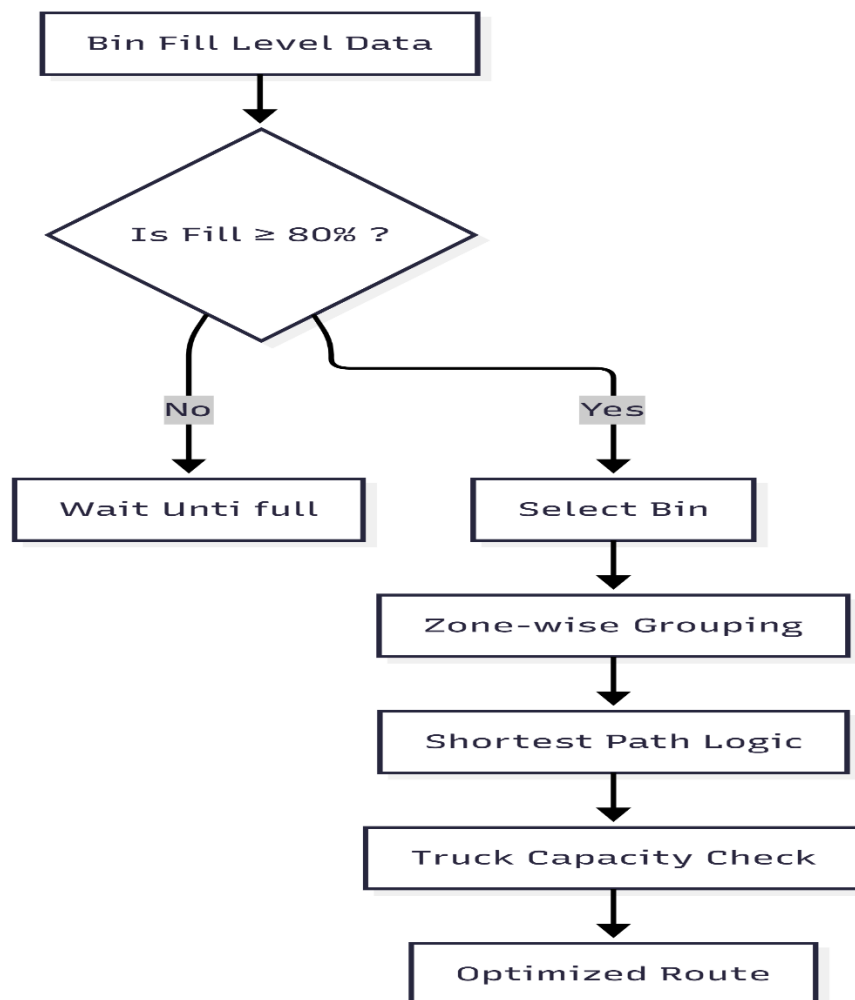 Bin Fill Level Data
Is Fill ≥ 80% ?
No
Yes
Wait Unti full
Select Bin
Zone-wise Grouping
Shortest Path Logic
Truck Capacity Check
Optimized Route